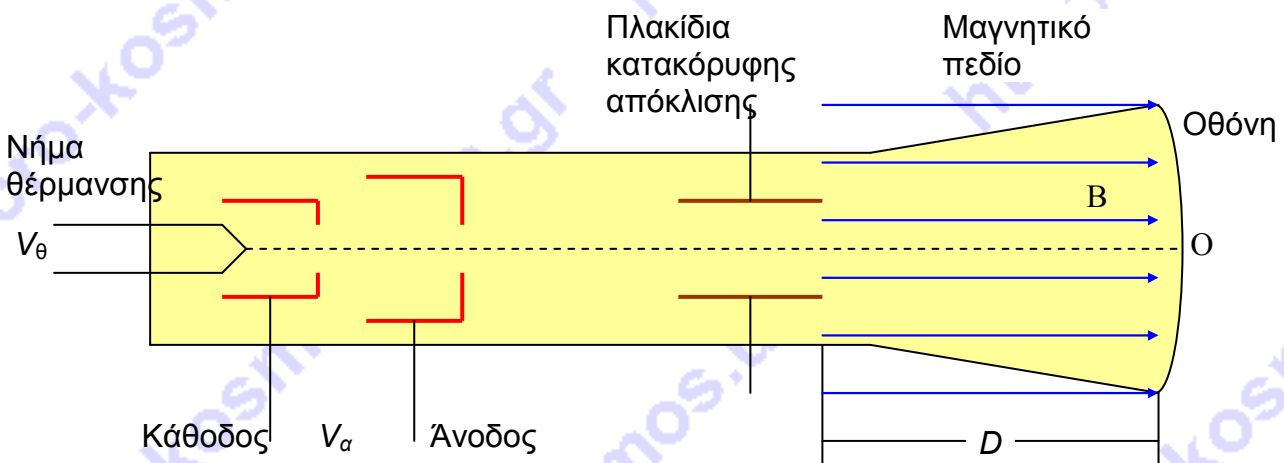 Πλακίδια
κατακόρυφης
απόκλισης
Μαγνητικό
πεδίο
Οθόνη
Νήμα
θέρμανσης
B
Vθ
O
Κάθοδος
Vα
Άνοδος
D